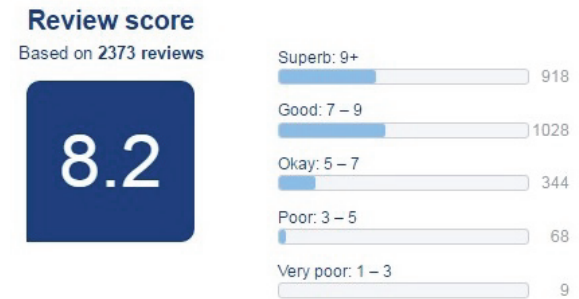 Review score
Based on 2373 reviews
8.2
Superb: 9+
918
Good: 7 – 9
1028
Okay: 5 – 7
344
Poor: 3 – 5
68
Very poor: 1 – 3
9